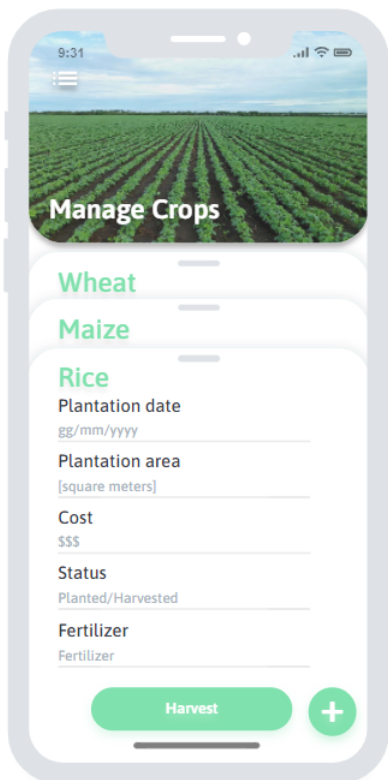 9:31
Manage Crops
Wheat
Maize
Rice
Plantation date
gg/mm/yyyy
Plantation area
[square meters]
Cost
$$$
Status
Planted/Harvested
Fertilizer
Fertilizer
Harvest
+